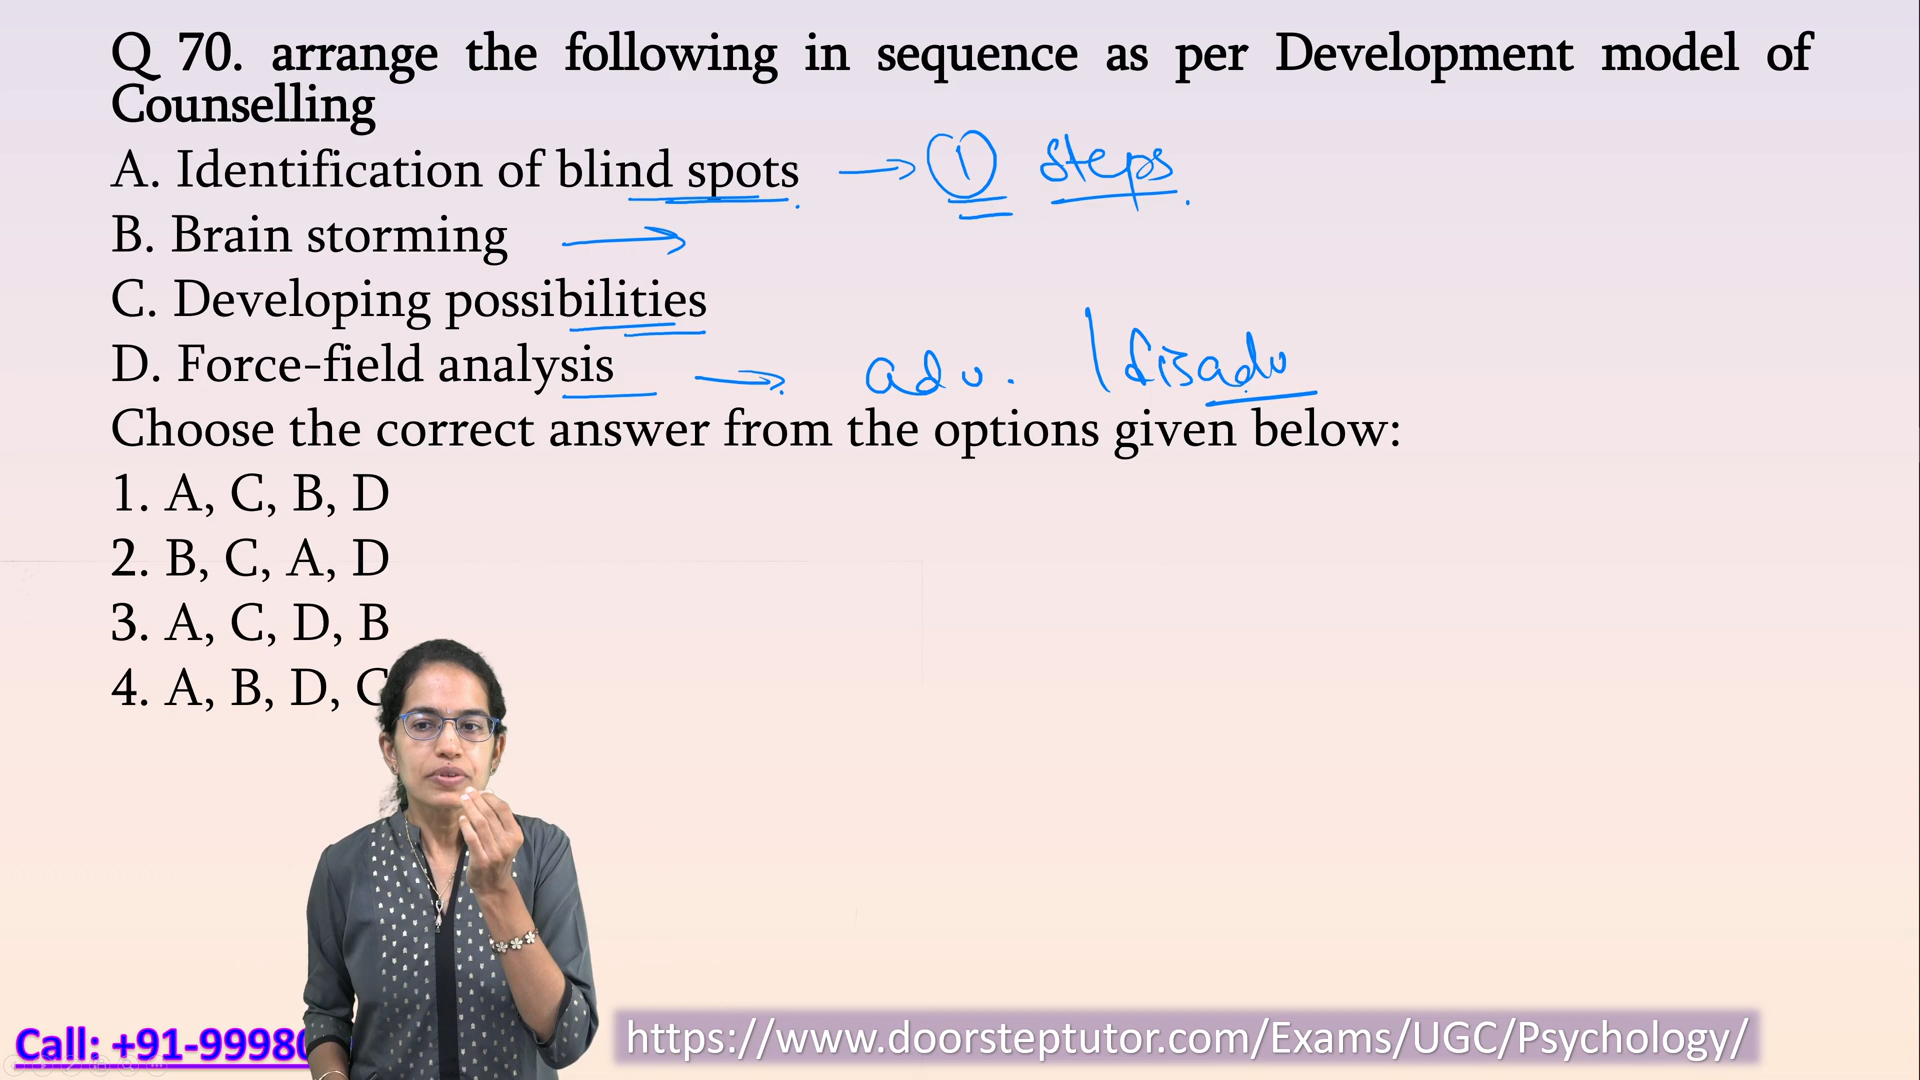 Q 70. arrange the following in sequence as per Development model of
Counselling
A. Identification of blind spots → 1 steps
B. Brain storming →
C. Developing possibilities
D. Force-field analysis → adv. | disadv
Choose the correct answer from the options given below:
1. A, C, B, D
2. B, C, A, D
3. A, C, D, B
4. A, B, D, C
Call: +91-9998
https://www.doorsteptutor.com/Exams/UGC/Psychology/